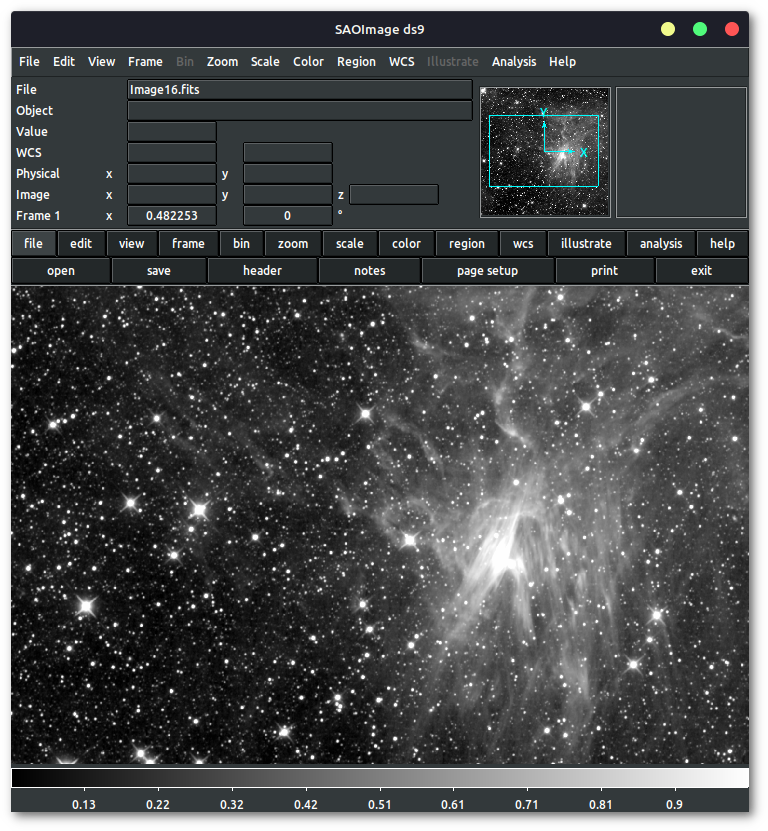 SAOImage ds9
File Edit View Frame Bin Zoom Scale Color Region WCS Illustrate Analysis Help
File Image16.fits
Object
Value
WCS
Physical x y
Image x y z
Frame 1 x 0.482253 0 °
Y
X
file edit view frame bin zoom scale color region wcs illustrate analysis help
open save header notes page setup print exit
0.13 0.22 0.32 0.42 0.51 0.61 0.71 0.81 0.9